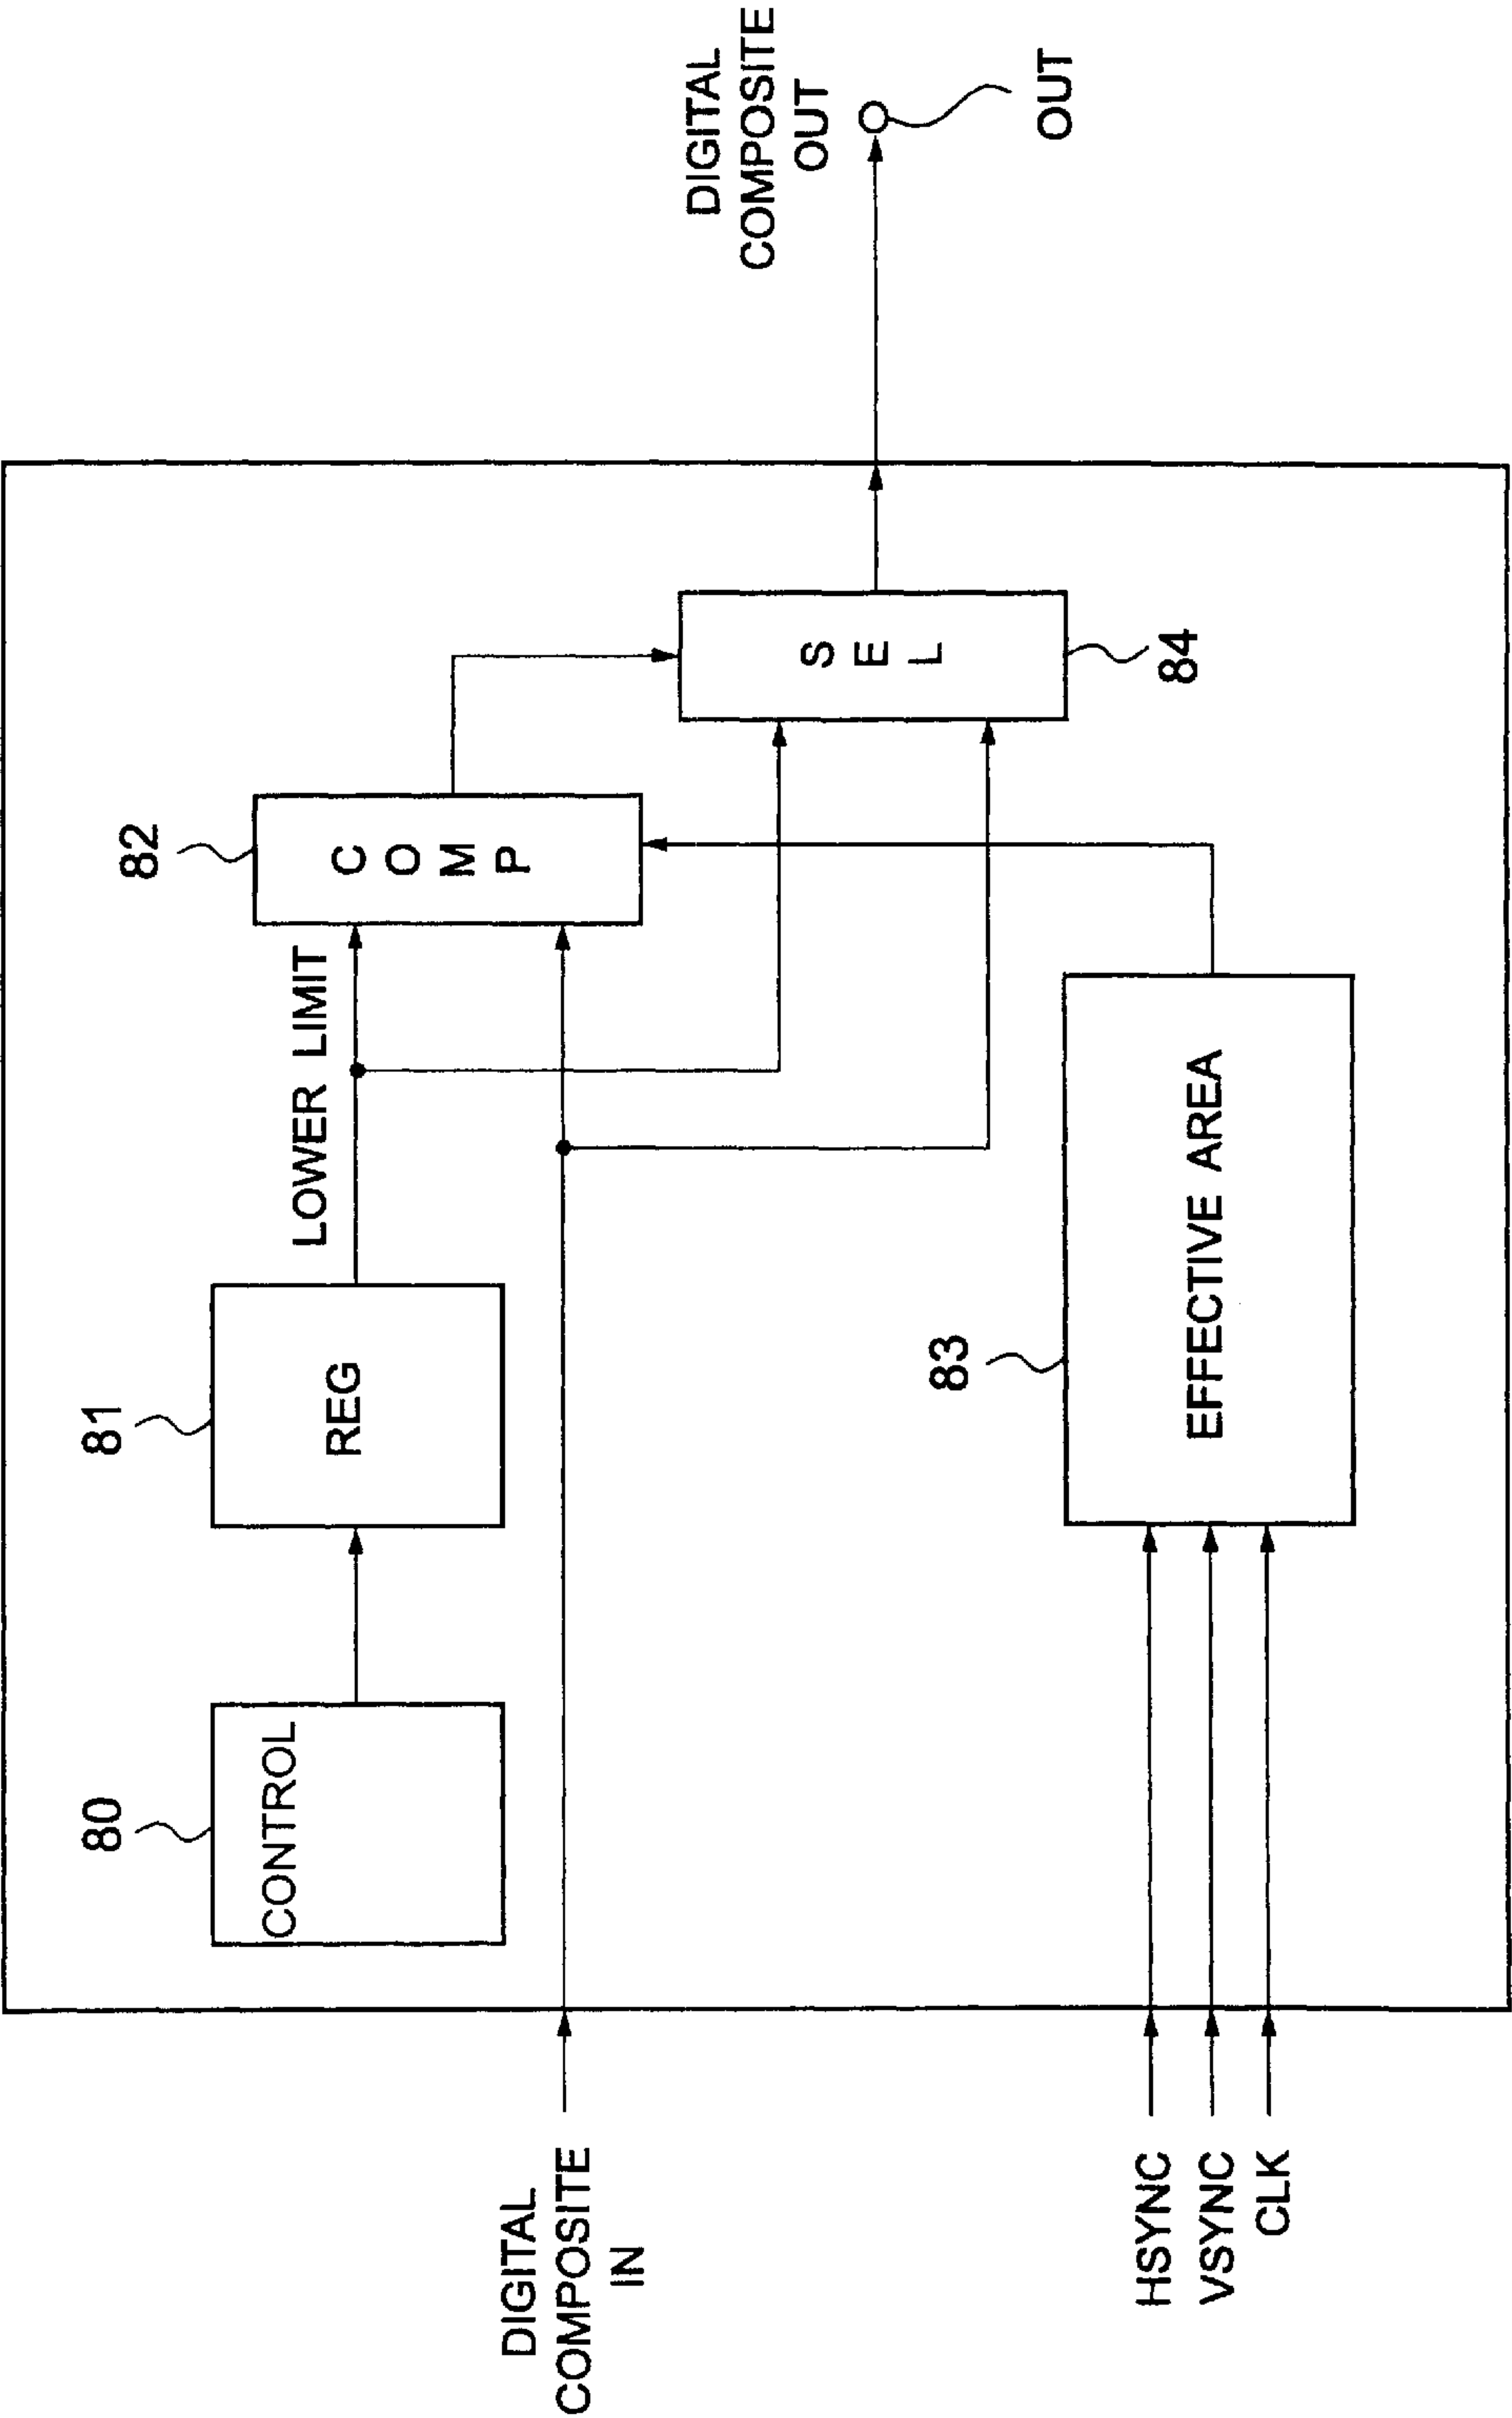 80
CONTROL
81
REG
LOWER LIMIT
82
C
O
M
P
S
E
L
84
DIGITAL
COMPOSITE
OUT
OUT
DIGITAL
COMPOSITE
IN
83
EFFECTIVE AREA
HSYNC
VSYNC
CLK